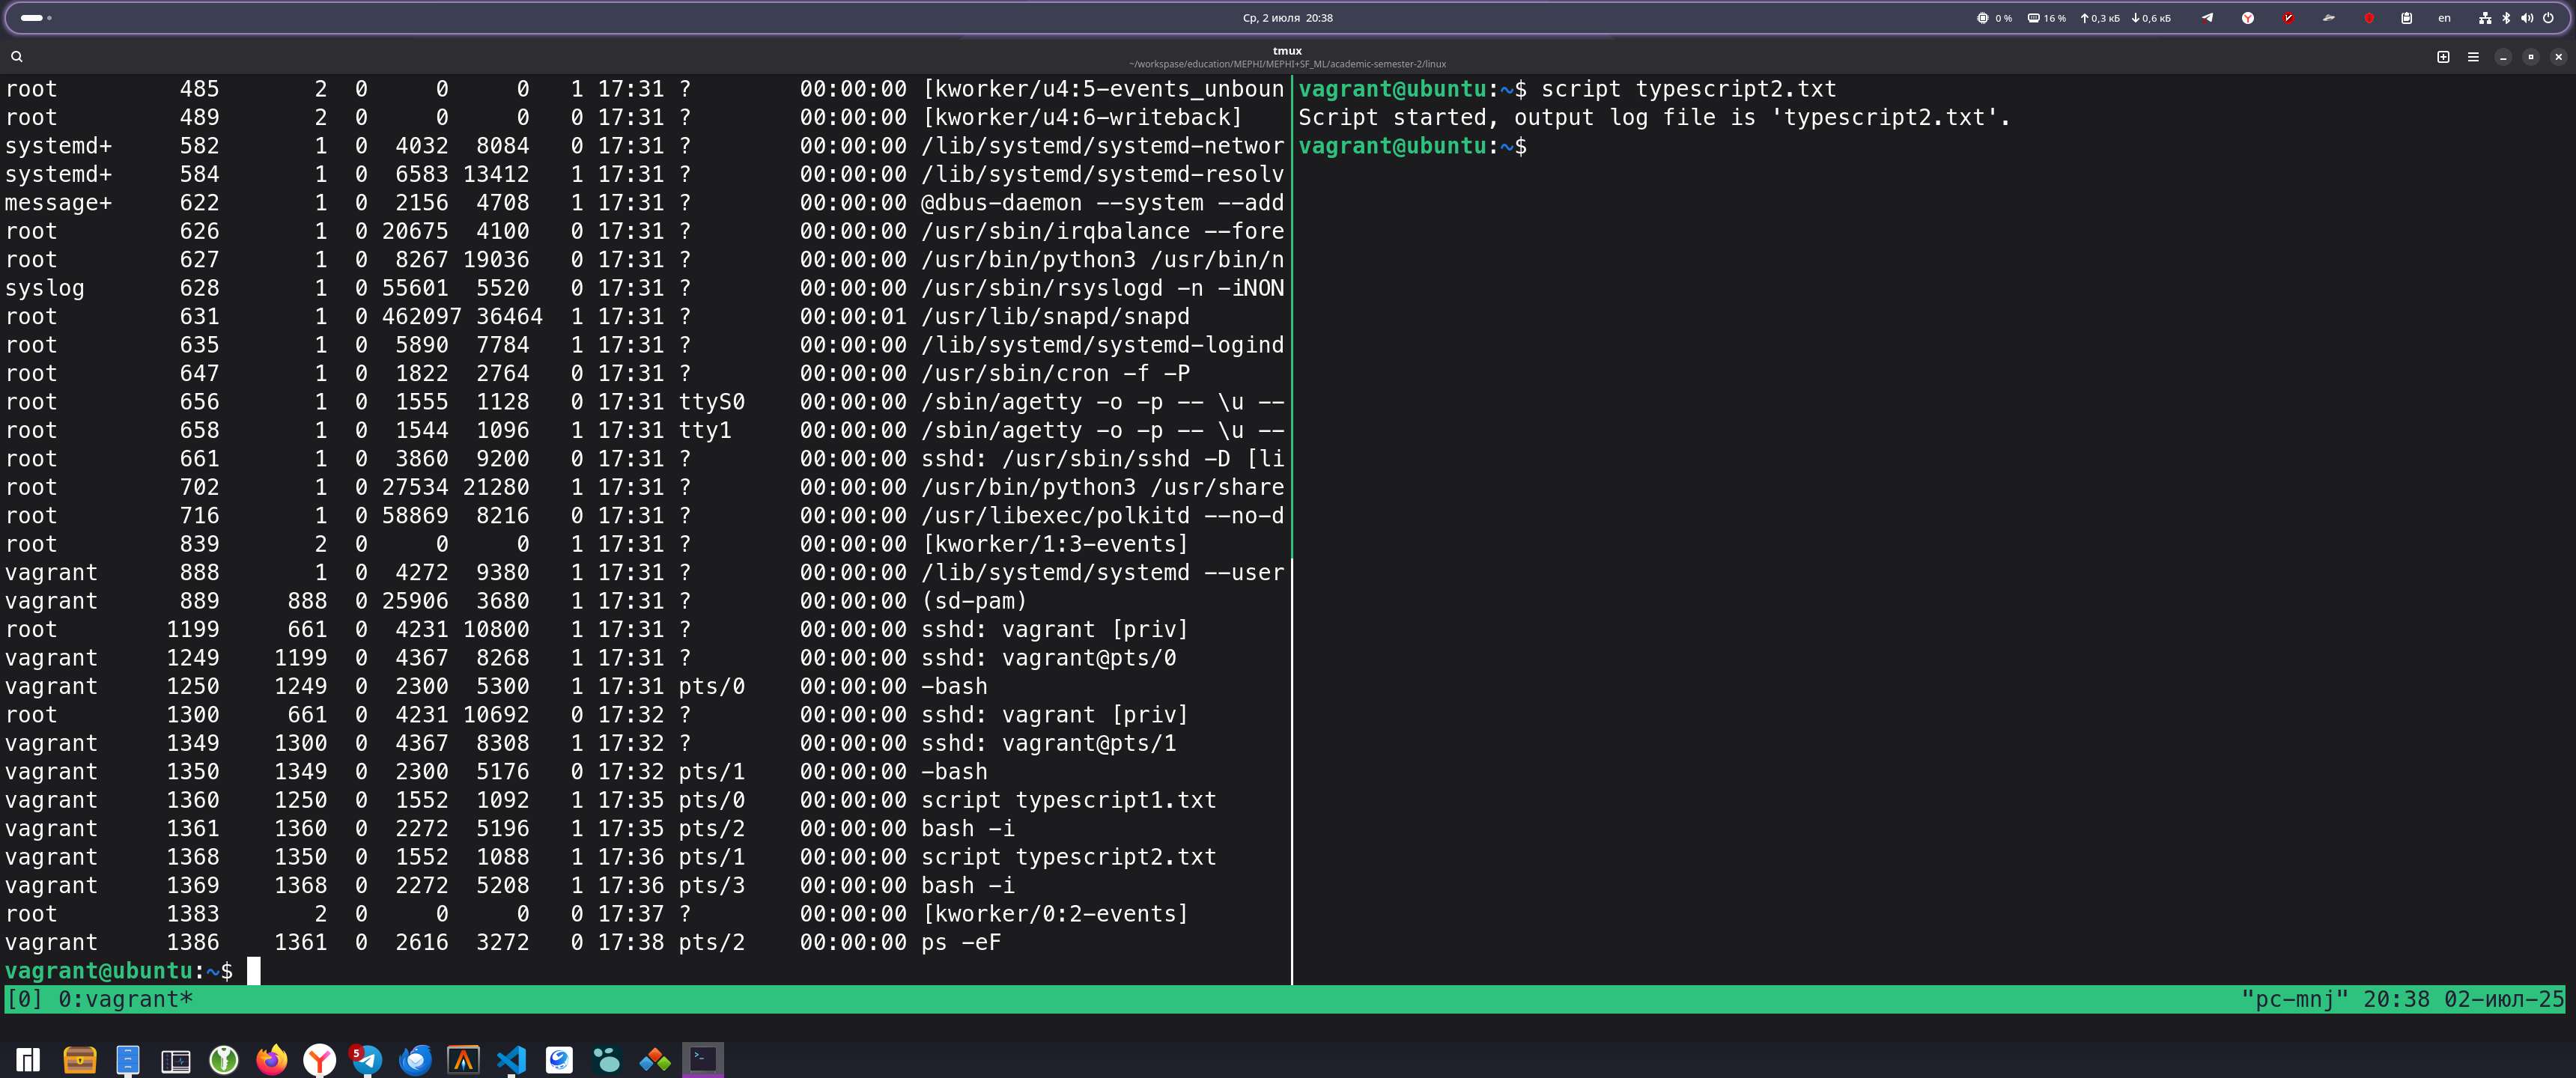 Ср, 2 июля 20:38
0 % 16 % 0,3 кБ 0,6 кБ en
tmux
~/workspase/education/MEPHI/MEPHI+SF_ML/academic-semester-2/linux
root 485 2 0 0 0 1 17:31 ? 00:00:00 [kworker/u4:5-events_unboun
root 489 2 0 0 0 0 17:31 ? 00:00:00 [kworker/u4:6-writeback]
systemd+ 582 1 0 4032 8084 0 17:31 ? 00:00:00 /lib/systemd/systemd-networ
systemd+ 584 1 0 6583 13412 1 17:31 ? 00:00:00 /lib/systemd/systemd-resolv
message+ 622 1 0 2156 4708 1 17:31 ? 00:00:00 @dbus-daemon --system --add
root 626 1 0 20675 4100 0 17:31 ? 00:00:00 /usr/sbin/irqbalance --fore
root 627 1 0 8267 19036 0 17:31 ? 00:00:00 /usr/bin/python3 /usr/bin/n
syslog 628 1 0 55601 5520 0 17:31 ? 00:00:00 /usr/sbin/rsyslogd -n -iNON
root 631 1 0 462097 36464 1 17:31 ? 00:00:01 /usr/lib/snapd/snapd
root 635 1 0 5890 7784 1 17:31 ? 00:00:00 /lib/systemd/systemd-logind
root 647 1 0 1822 2764 0 17:31 ? 00:00:00 /usr/sbin/cron -f -P
root 656 1 0 1555 1128 0 17:31 ttyS0 00:00:00 /sbin/agetty -o -p -- \u --
root 658 1 0 1544 1096 1 17:31 tty1 00:00:00 /sbin/agetty -o -p -- \u --
root 661 1 0 3860 9200 0 17:31 ? 00:00:00 sshd: /usr/sbin/sshd -D [li
root 702 1 0 27534 21280 1 17:31 ? 00:00:00 /usr/bin/python3 /usr/share
root 716 1 0 58869 8216 0 17:31 ? 00:00:00 /usr/libexec/polkitd --no-d
root 839 2 0 0 0 1 17:31 ? 00:00:00 [kworker/1:3-events]
vagrant 888 1 0 4272 9380 1 17:31 ? 00:00:00 /lib/systemd/systemd --user
vagrant 889 888 0 25906 3680 1 17:31 ? 00:00:00 (sd-pam)
root 1199 661 0 4231 10800 1 17:31 ? 00:00:00 sshd: vagrant [priv]
vagrant 1249 1199 0 4367 8268 1 17:31 ? 00:00:00 sshd: vagrant@pts/0
vagrant 1250 1249 0 2300 5300 1 17:31 pts/0 00:00:00 -bash
root 1300 661 0 4231 10692 0 17:32 ? 00:00:00 sshd: vagrant [priv]
vagrant 1349 1300 0 4367 8308 1 17:32 ? 00:00:00 sshd: vagrant@pts/1
vagrant 1350 1349 0 2300 5176 0 17:32 pts/1 00:00:00 -bash
vagrant 1360 1250 0 1552 1092 1 17:35 pts/0 00:00:00 script typescript1.txt
vagrant 1361 1360 0 2272 5196 1 17:35 pts/2 00:00:00 bash -i
vagrant 1368 1350 0 1552 1088 1 17:36 pts/1 00:00:00 script typescript2.txt
vagrant 1369 1368 0 2272 5208 1 17:36 pts/3 00:00:00 bash -i
root 1383 2 0 0 0 0 17:37 ? 00:00:00 [kworker/0:2-events]
vagrant 1386 1361 0 2616 3272 0 17:38 pts/2 00:00:00 ps -eF
vagrant@ubuntu:~$
vagrant@ubuntu:~$ script typescript2.txt
Script started, output log file is 'typescript2.txt'.
vagrant@ubuntu:~$
[0] 0:vagrant*
"pc-mnj" 20:38 02-июл-25
5